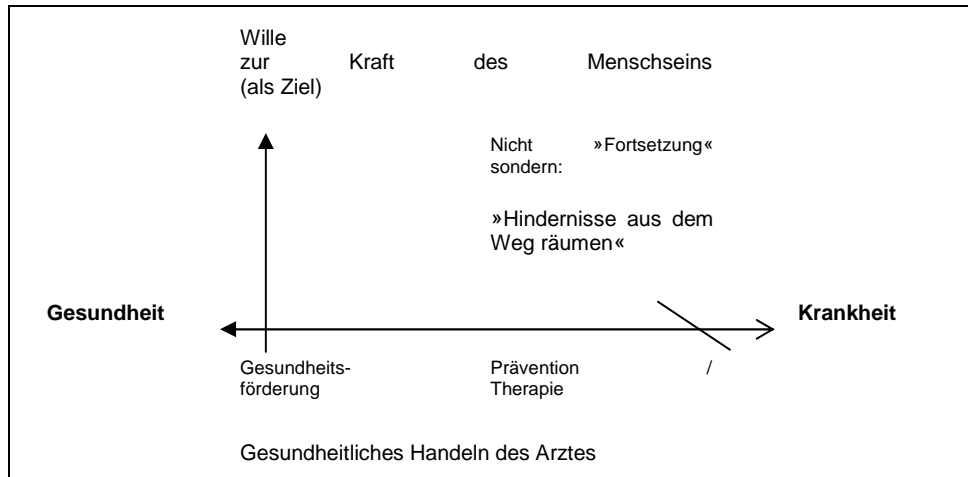 Wille
zur Kraft des Menschseins
(als Ziel)
Nicht »Fortsetzung«
sondern:
»Hindernisse aus dem
Weg räumen«
Gesundheit
Krankheit
Gesundheits-
förderung
Prävention /
Therapie
Gesundheitliches Handeln des Arztes